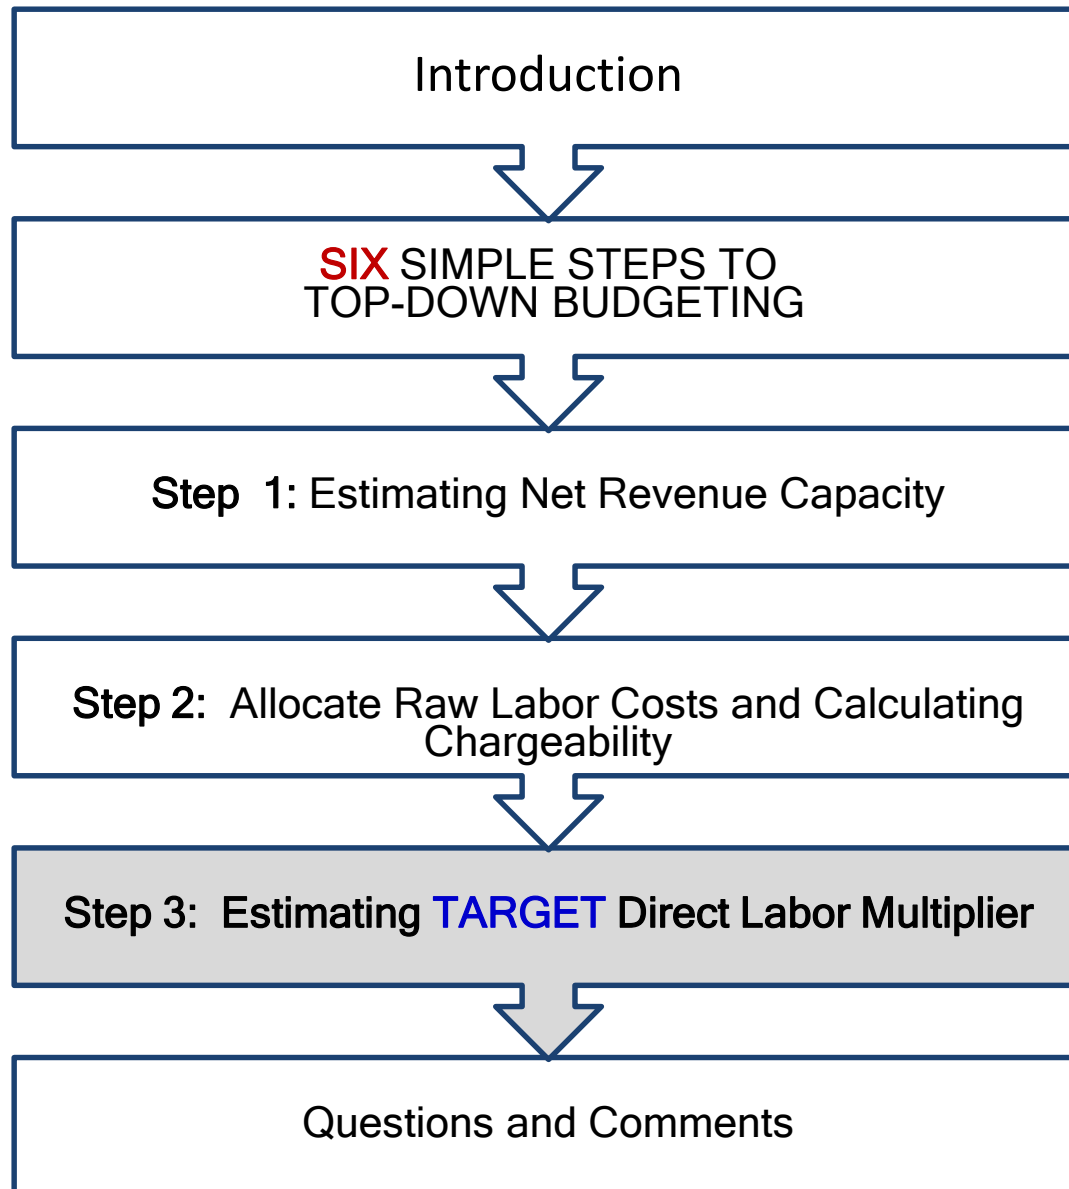 Introduction
SIX SIMPLE STEPS TO
TOP-DOWN BUDGETING
Step  1: Estimating Net Revenue Capacity
Step 2:  Allocate Raw Labor Costs and Calculating
Chargeability
Step 3:  Estimating TARGET Direct Labor Multiplier
Questions and Comments